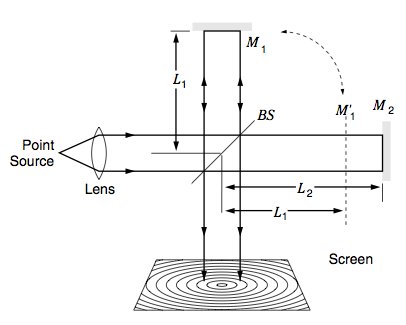 M1
L1
BS
M'1
M2
Point
Source
Lens
L2
L1
Screen